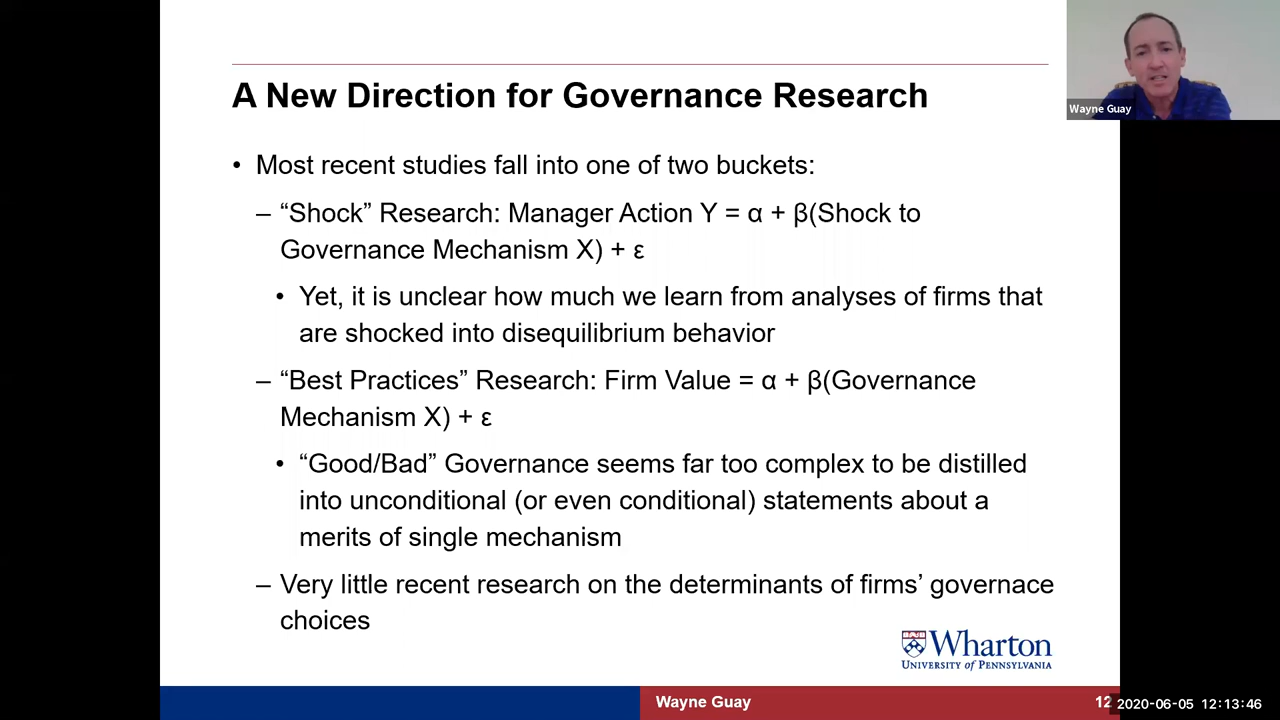 A New Direction for Governance Research
• Most recent studies fall into one of two buckets:
– “Shock” Research: Manager Action Y = α + β(Shock to
Governance Mechanism X) + ε
• Yet, it is unclear how much we learn from analyses of firms that
are shocked into disequilibrium behavior
– “Best Practices” Research: Firm Value = α + β(Governance
Mechanism X) + ε
• “Good/Bad” Governance seems far too complex to be distilled
into unconditional (or even conditional) statements about a
merits of single mechanism
– Very little recent research on the determinants of firms’ governace
choices
Wharton
UNIVERSITY of PENNSYLVANIA
Wayne Guay
12
Wayne Guay
2020-06-05 12:13:46